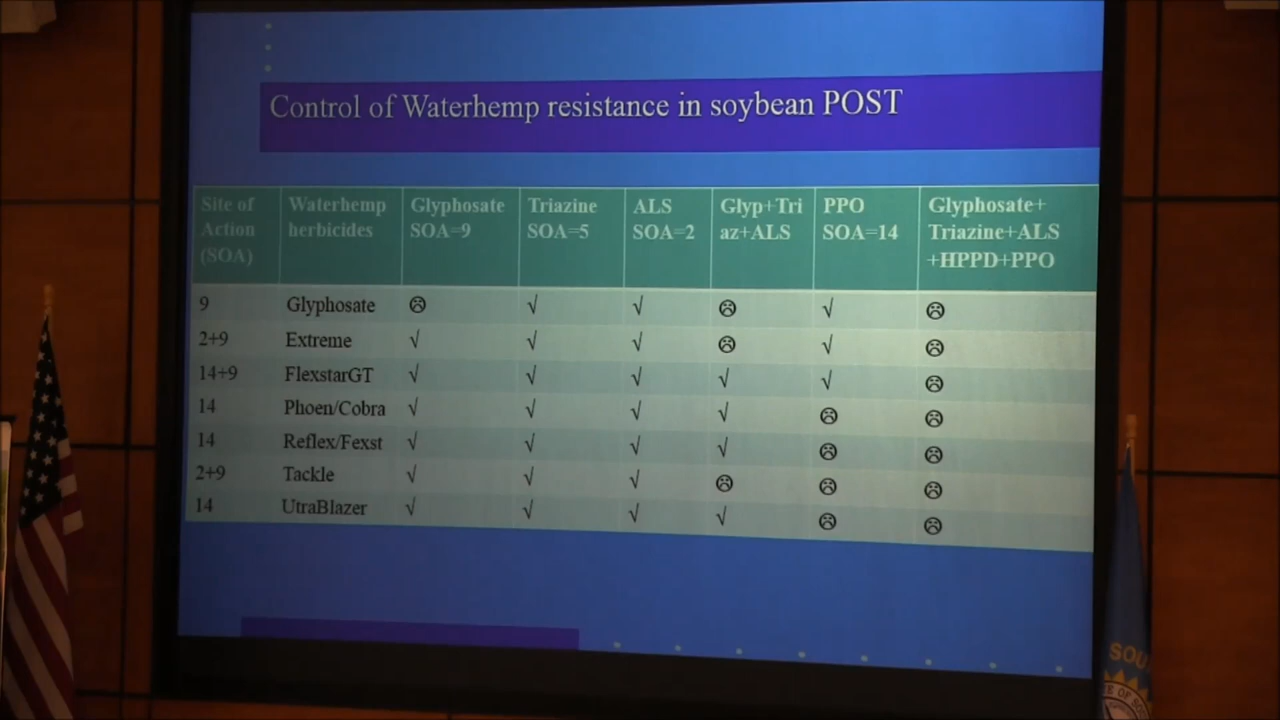 Control of Waterhemp resistance in soybean POST
Site of Action (SOA) Waterhemp herbicides Glyphosate SOA=9 Triazine SOA=5 ALS SOA=2 Glyp+Triaz+ALS PPO SOA=14 Glyphosate+Triazine+ALS+HPPD+PPO
9 Glyphosate ☹ √ √ ☹ √ ☹
2+9 Extreme √ √ √ ☹ √ ☹
14+9 FlexstarGT √ √ √ √ √ ☹
14 Phoen/Cobra √ √ √ √ ☹ ☹
14 Reflex/Fexst √ √ √ √ ☹ ☹
2+9 Tackle √ √ √ ☹ ☹ ☹
14 UtraBlazer √ √ √ √ ☹ ☹
SOU